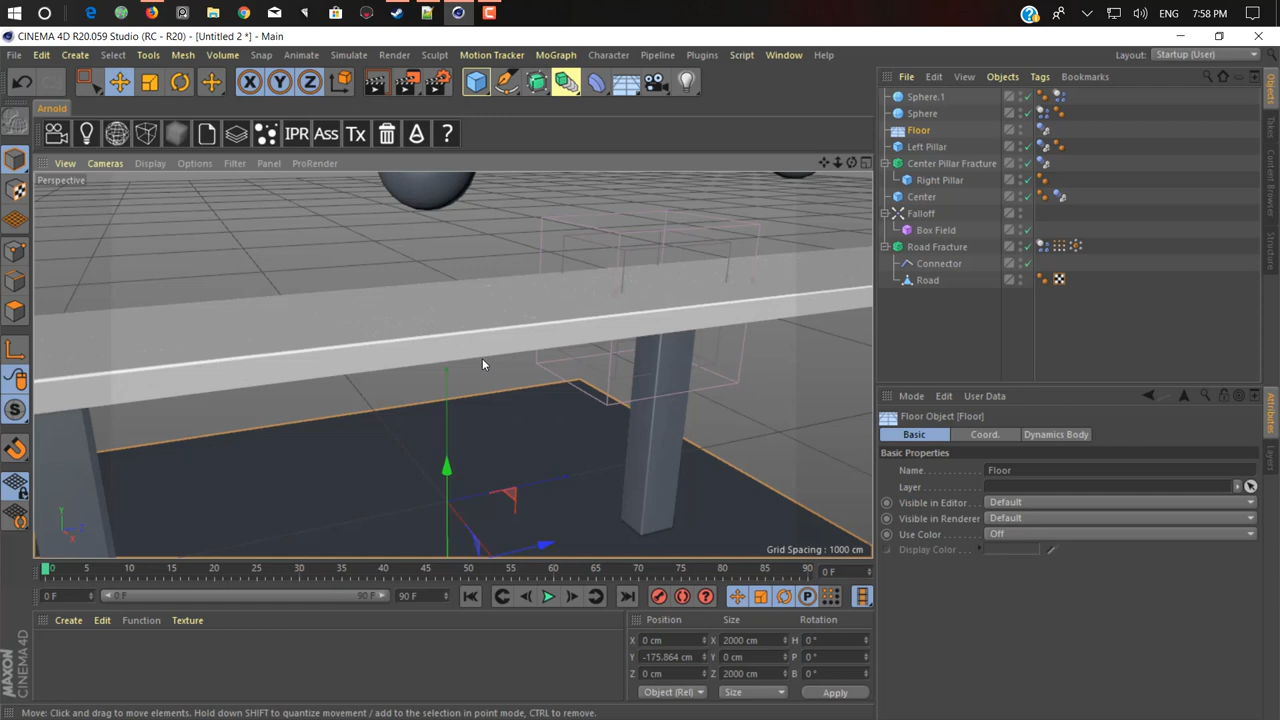 ENG 7:58 PM
CINEMA 4D R20.059 Studio (RC - R20) - [Untitled 2 *] - Main
File Edit Create Select Tools Mesh Volume Snap Animate Simulate Render Sculpt Motion Tracker MoGraph Character Pipeline Plugins Script Window Help Layout: Startup (User)
X Y Z
File Edit View Objects Tags Bookmarks
Arnold
IPR Ass Tx ?
View Cameras Display Options Filter Panel ProRender
Perspective
Sphere.1
Sphere
Floor
Left Pillar
Center Pillar Fracture
Right Pillar
Center
Falloff
Box Field
Road Fracture
Connector
Road
Objects
Takes
Content Browser
Structure
Mode Edit User Data
Floor Object [Floor]
Basic Coord. Dynamics Body
Basic Properties
Name Floor
Layer
Visible in Editor Default
Visible in Renderer Default
Use Color Off
Display Color
Attributes
Layers
Y
Z
X
Grid Spacing : 1000 cm
0 5 10 15 20 25 30 35 40 45 50 55 60 65 70 75 80 85 90 0 F
0 F 0 F 90 F 90 F
Create Edit Function Texture
Position Size Rotation
X 0 cm X 2000 cm H 0 °
Y -175.864 cm Y 0 cm P 0 °
Z 0 cm Z 2000 cm B 0 °
Object (Rel) Size Apply
MAXON CINEMA 4D
Move: Click and drag to move elements. Hold down SHIFT to quantize movement / add to the selection in point mode, CTRL to remove.